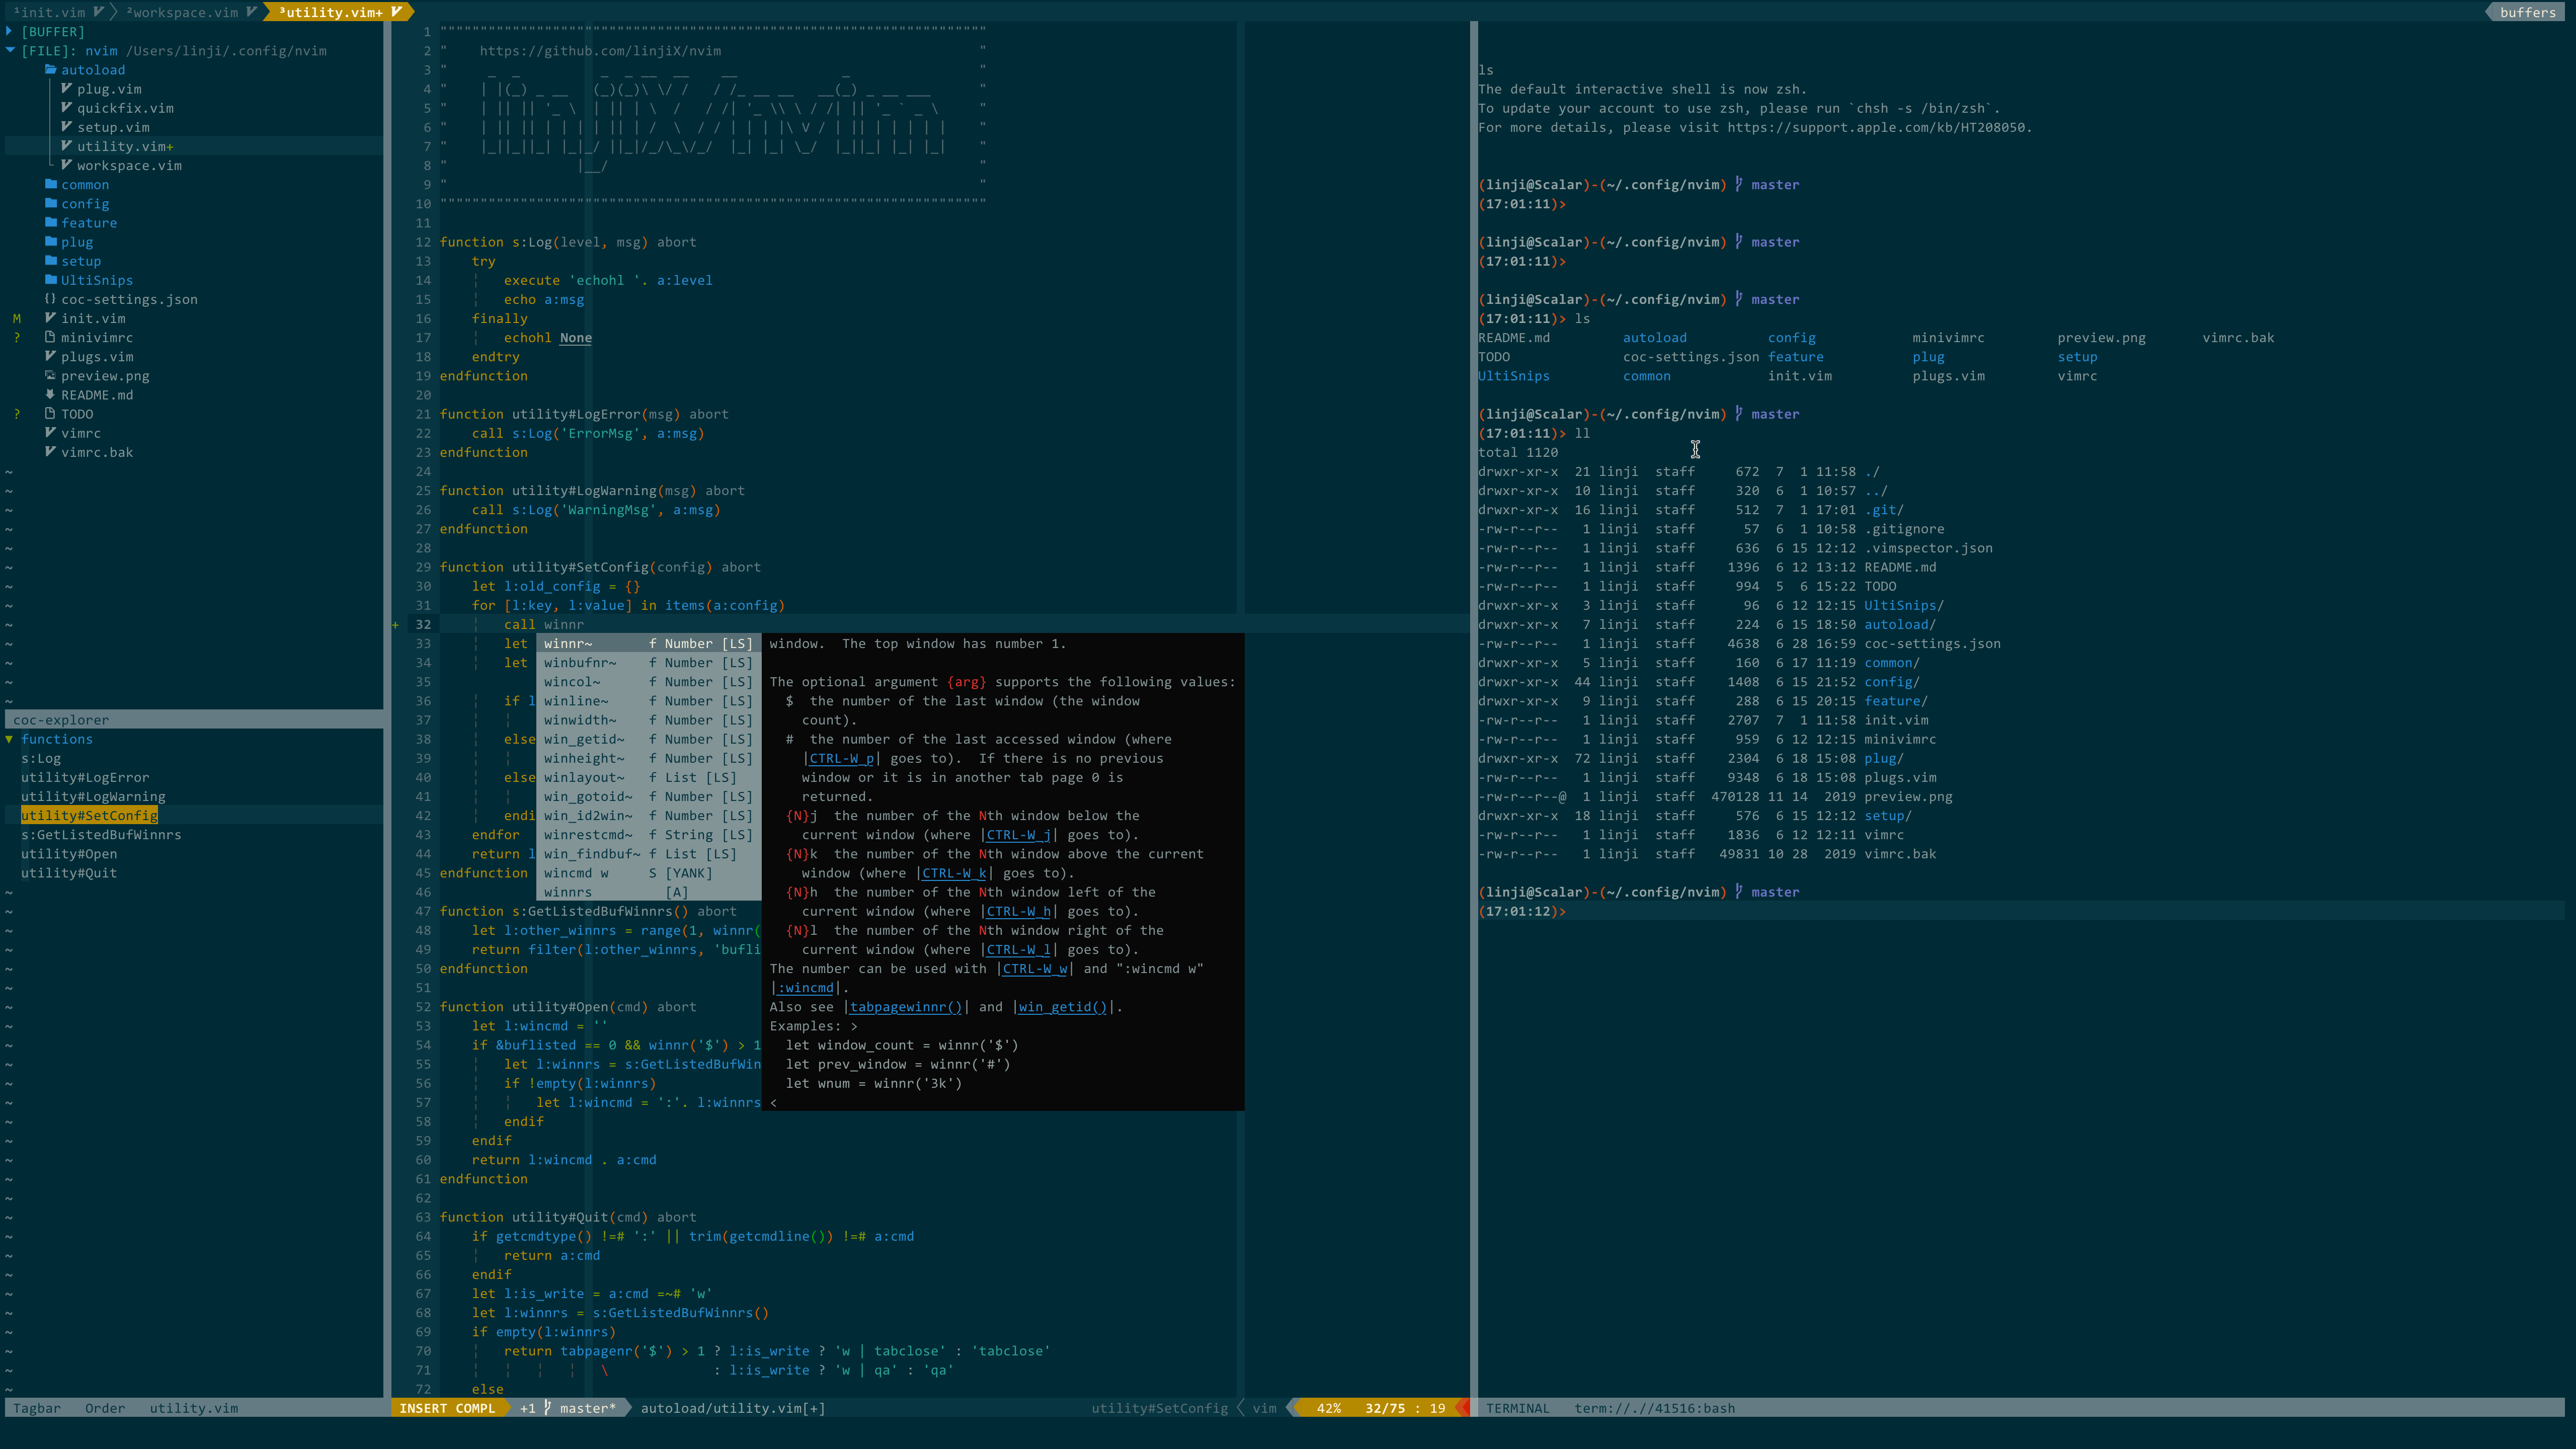 ¹init.vim ²workspace.vim ³utility.vim+ buffers
[BUFFER]
[FILE]: nvim /Users/linji/.config/nvim
autoload
plug.vim
quickfix.vim
setup.vim
utility.vim+
workspace.vim
common
config
feature
plug
setup
UltiSnips
{} coc-settings.json
M init.vim
? minivimrc
plugs.vim
preview.png
README.md
? TODO
vimrc
vimrc.bak
coc-explorer
functions
s:Log
utility#LogError
utility#LogWarning
utility#SetConfig
s:GetListedBufWinnrs
utility#Open
utility#Quit
Tagbar Order utility.vim
1 """"""""""""""""""""""""""""""""""""""""""""""""""""""""""""""""""""
2 " https://github.com/linjiX/nvim "
3 " "
4 " "
5 " "
6 " "
7 " "
8 " "
9 " "
10 """"""""""""""""""""""""""""""""""""""""""""""""""""""""""""""""""""
11
12 function s:Log(level, msg) abort
13 try
14 execute 'echohl '. a:level
15 echo a:msg
16 finally
17 echohl None
18 endtry
19 endfunction
20
21 function utility#LogError(msg) abort
22 call s:Log('ErrorMsg', a:msg)
23 endfunction
24
25 function utility#LogWarning(msg) abort
26 call s:Log('WarningMsg', a:msg)
27 endfunction
28
29 function utility#SetConfig(config) abort
30 let l:old_config = {}
31 for [l:key, l:value] in items(a:config)
+ 32 call winnr
33 let
34 let
35
36 if l
37
38 else
39
40 else
41
42 endi
43 endfor
44 return l
45 endfunction
46
47 function s:GetListedBufWinnrs() abort
48 let l:other_winnrs = range(1, winnr(
49 return filter(l:other_winnrs, 'bufli
50 endfunction
51
52 function utility#Open(cmd) abort
53 let l:wincmd = ''
54 if &buflisted == 0 && winnr('$') > 1
55 let l:winnrs = s:GetListedBufWin
56 if !empty(l:winnrs)
57 let l:wincmd = ':'. l:winnrs
58 endif
59 endif
60 return l:wincmd . a:cmd
61 endfunction
62
63 function utility#Quit(cmd) abort
64 if getcmdtype() !=# ':' || trim(getcmdline()) !=# a:cmd
65 return a:cmd
66 endif
67 let l:is_write = a:cmd =~# 'w'
68 let l:winnrs = s:GetListedBufWinnrs()
69 if empty(l:winnrs)
70 return tabpagenr('$') > 1 ? l:is_write ? 'w | tabclose' : 'tabclose'
71 \ : l:is_write ? 'w | qa' : 'qa'
72 else
winnr~ f Number [LS]
winbufnr~ f Number [LS]
wincol~ f Number [LS]
winline~ f Number [LS]
winwidth~ f Number [LS]
win_getid~ f Number [LS]
winheight~ f Number [LS]
winlayout~ f List [LS]
win_gotoid~ f Number [LS]
win_id2win~ f Number [LS]
winrestcmd~ f String [LS]
win_findbuf~ f List [LS]
wincmd w S [YANK]
winnrs [A]
window. The top window has number 1.
The optional argument {arg} supports the following values:
$ the number of the last window (the window
count).
# the number of the last accessed window (where
|CTRL-W_p| goes to). If there is no previous
window or it is in another tab page 0 is
returned.
{N}j the number of the Nth window below the
current window (where |CTRL-W_j| goes to).
{N}k the number of the Nth window above the current
window (where |CTRL-W_k| goes to).
{N}h the number of the Nth window left of the
current window (where |CTRL-W_h| goes to).
{N}l the number of the Nth window right of the
current window (where |CTRL-W_l| goes to).
The number can be used with |CTRL-W_w| and ":wincmd w"
|:wincmd|.
Also see |tabpagewinnr()| and |win_getid()|.
Examples: >
let window_count = winnr('$')
let prev_window = winnr('#')
let wnum = winnr('3k')
<
INSERT COMPL +1 master* autoload/utility.vim[+] utility#SetConfig vim 42% 32/75 : 19
ls
The default interactive shell is now zsh.
To update your account to use zsh, please run `chsh -s /bin/zsh`.
For more details, please visit https://support.apple.com/kb/HT208050.
(linji@Scalar)-(~/.config/nvim) master
(17:01:11)>
(linji@Scalar)-(~/.config/nvim) master
(17:01:11)>
(linji@Scalar)-(~/.config/nvim) master
(17:01:11)> ls
README.md autoload config minivimrc preview.png vimrc.bak
TODO coc-settings.json feature plug setup
UltiSnips common init.vim plugs.vim vimrc
(linji@Scalar)-(~/.config/nvim) master
(17:01:11)> ll
total 1120
drwxr-xr-x 21 linji staff 672 7 1 11:58 ./
drwxr-xr-x 10 linji staff 320 6 1 10:57 ../
drwxr-xr-x 16 linji staff 512 7 1 17:01 .git/
-rw-r--r-- 1 linji staff 57 6 1 10:58 .gitignore
-rw-r--r-- 1 linji staff 636 6 15 12:12 .vimspector.json
-rw-r--r-- 1 linji staff 1396 6 12 13:12 README.md
-rw-r--r-- 1 linji staff 994 5 6 15:22 TODO
drwxr-xr-x 3 linji staff 96 6 12 12:15 UltiSnips/
drwxr-xr-x 7 linji staff 224 6 15 18:50 autoload/
-rw-r--r-- 1 linji staff 4638 6 28 16:59 coc-settings.json
drwxr-xr-x 5 linji staff 160 6 17 11:19 common/
drwxr-xr-x 44 linji staff 1408 6 15 21:52 config/
drwxr-xr-x 9 linji staff 288 6 15 20:15 feature/
-rw-r--r-- 1 linji staff 2707 7 1 11:58 init.vim
-rw-r--r-- 1 linji staff 959 6 12 12:15 minivimrc
drwxr-xr-x 72 linji staff 2304 6 18 15:08 plug/
-rw-r--r-- 1 linji staff 9348 6 18 15:08 plugs.vim
-rw-r--r--@ 1 linji staff 470128 11 14 2019 preview.png
drwxr-xr-x 18 linji staff 576 6 15 12:12 setup/
-rw-r--r-- 1 linji staff 1836 6 12 12:11 vimrc
-rw-r--r-- 1 linji staff 49831 10 28 2019 vimrc.bak
(linji@Scalar)-(~/.config/nvim) master
(17:01:12)>
TERMINAL term://.//41516:bash